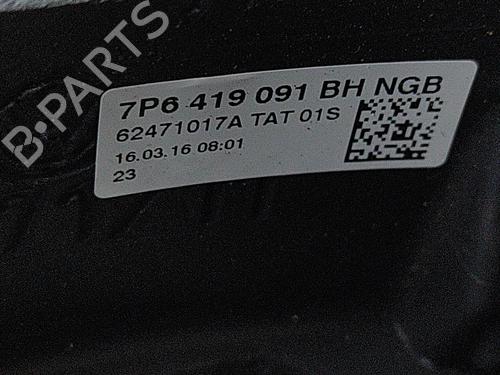 B-PARTS
7P6 419 091 BH NGB
62471017A TAT 01S
16.03.16 08:01
23